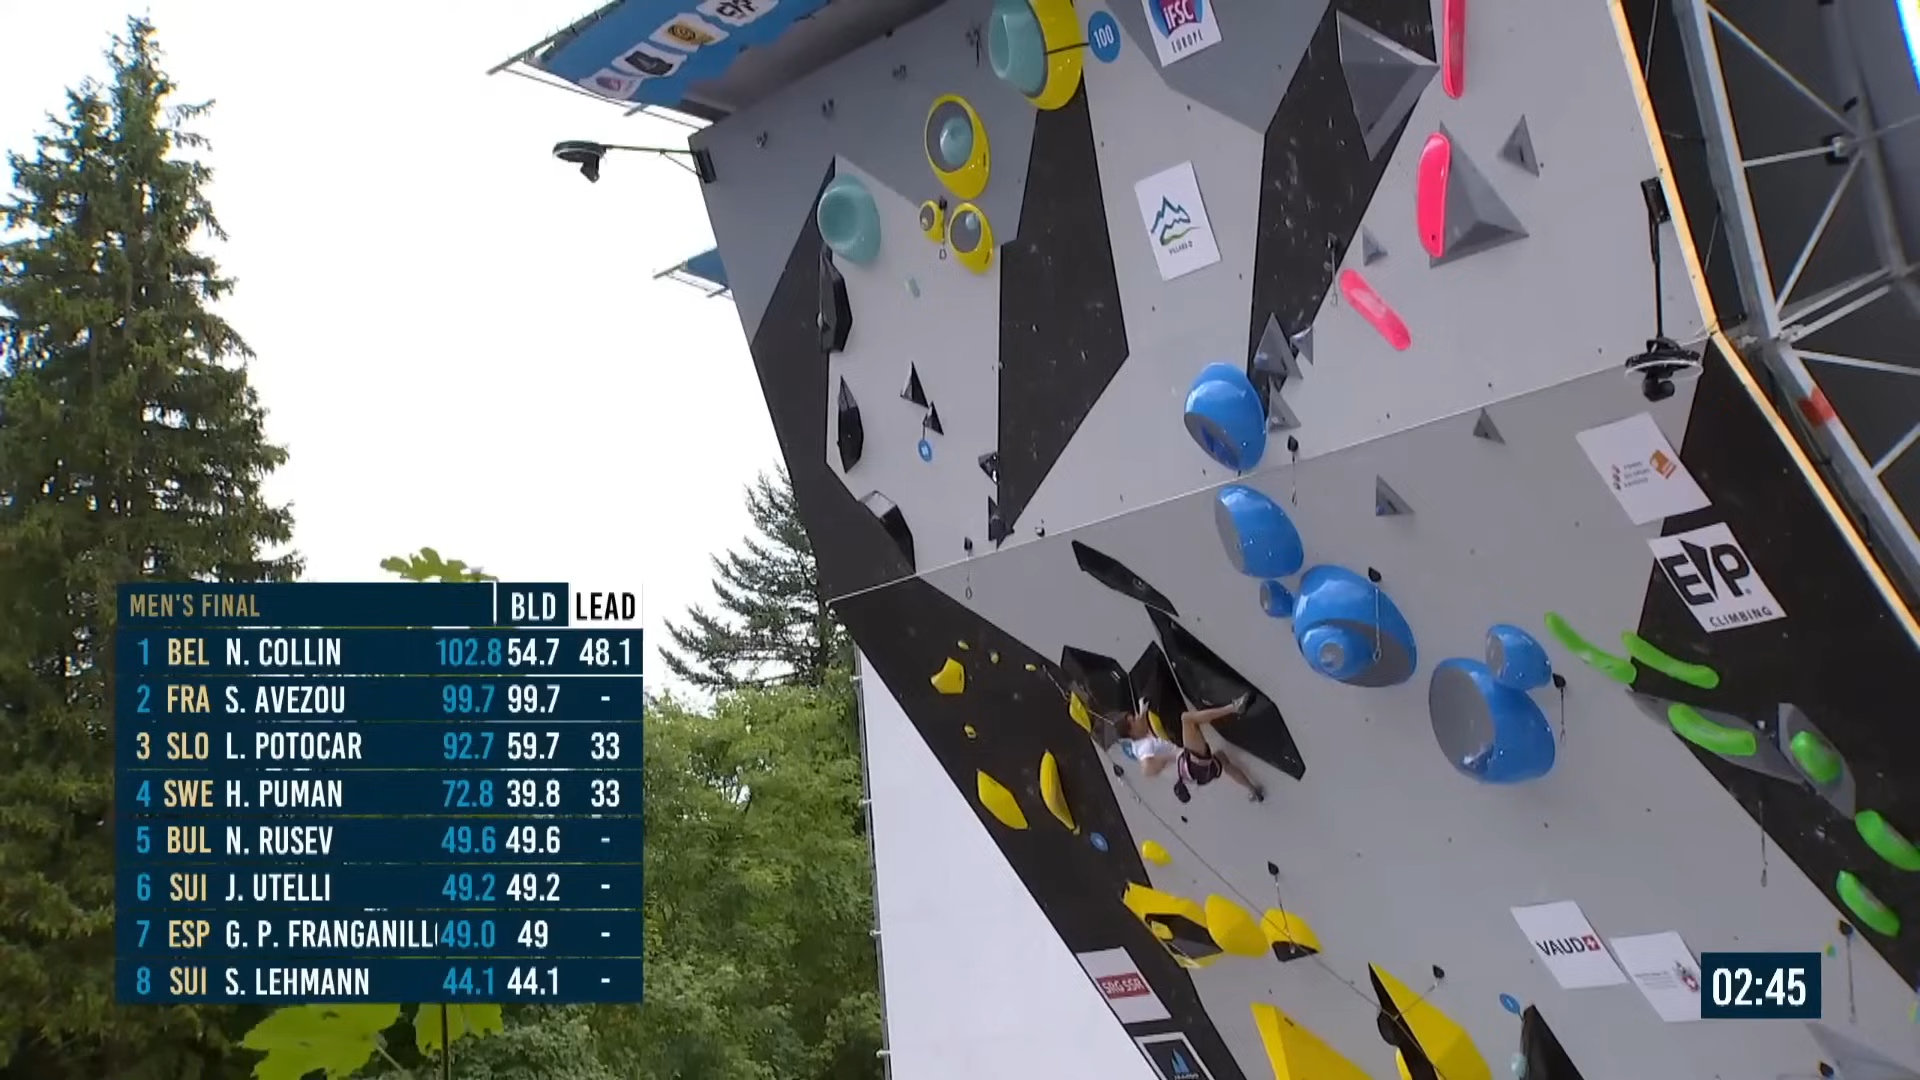 100
iFSC
EUROPE
VILLARS
E>P
CLIMBING
MEN'S FINAL BLD LEAD
1 BEL N. COLLIN 102.8 54.7 48.1
2 FRA S. AVEZOU 99.7 99.7 -
3 SLO L. POTOCAR 92.7 59.7 33
4 SWE H. PUMAN 72.8 39.8 33
5 BUL N. RUSEV 49.6 49.6 -
6 SUI J. UTELLI 49.2 49.2 -
7 ESP G. P. FRANGANILL 49.0 49 -
8 SUI S. LEHMANN 44.1 44.1 -
VAUD
SRG SSR
02:45